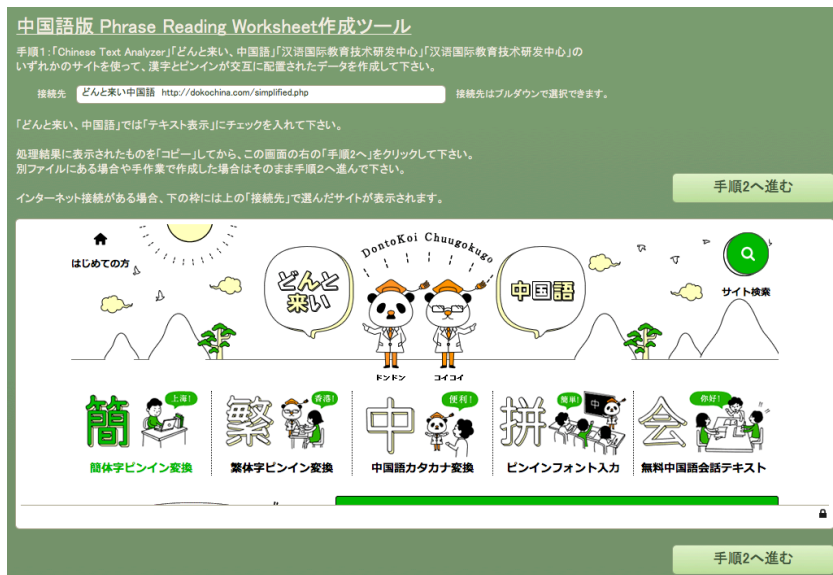 中国語版 Phrase Reading Worksheet作成ツール
手順1:「Chinese Text Analyzer」「どんと来い、中国語」「汉语国际教育技术研发中心」「汉语国际教育技术研发中心」の
いずれかのサイトを使って、漢字とピンインが交互に配置されたデータを作成して下さい。
接続先 どんと来い中国語 http://dokochina.com/simplified.php 接続先はプルダウンで選択できます。
「どんと来い、中国語」では「テキスト表示」にチェックを入れて下さい。
処理結果に表示されたものを「コピー」してから、この画面の右の「手順2へ」をクリックして下さい。
別ファイルにある場合や手作業で作成した場合はそのまま手順2へ進んで下さい。
手順2へ進む
インターネット接続がある場合、下の枠には上の「接続先」で選んだサイトが表示されます。
DontoKoi Chuugokugo
はじめての方
どんと
来い
中国語
サイト検索
ドンドン コイコイ
簡 上海! 繁 香港! 中 便利! 拼 簡単! 中 会 你好!
簡体字ピンイン変換 繁体字ピンイン変換 中国語カタカナ変換 ピンインフォント入力 無料中国語会話テキスト
手順2へ進む